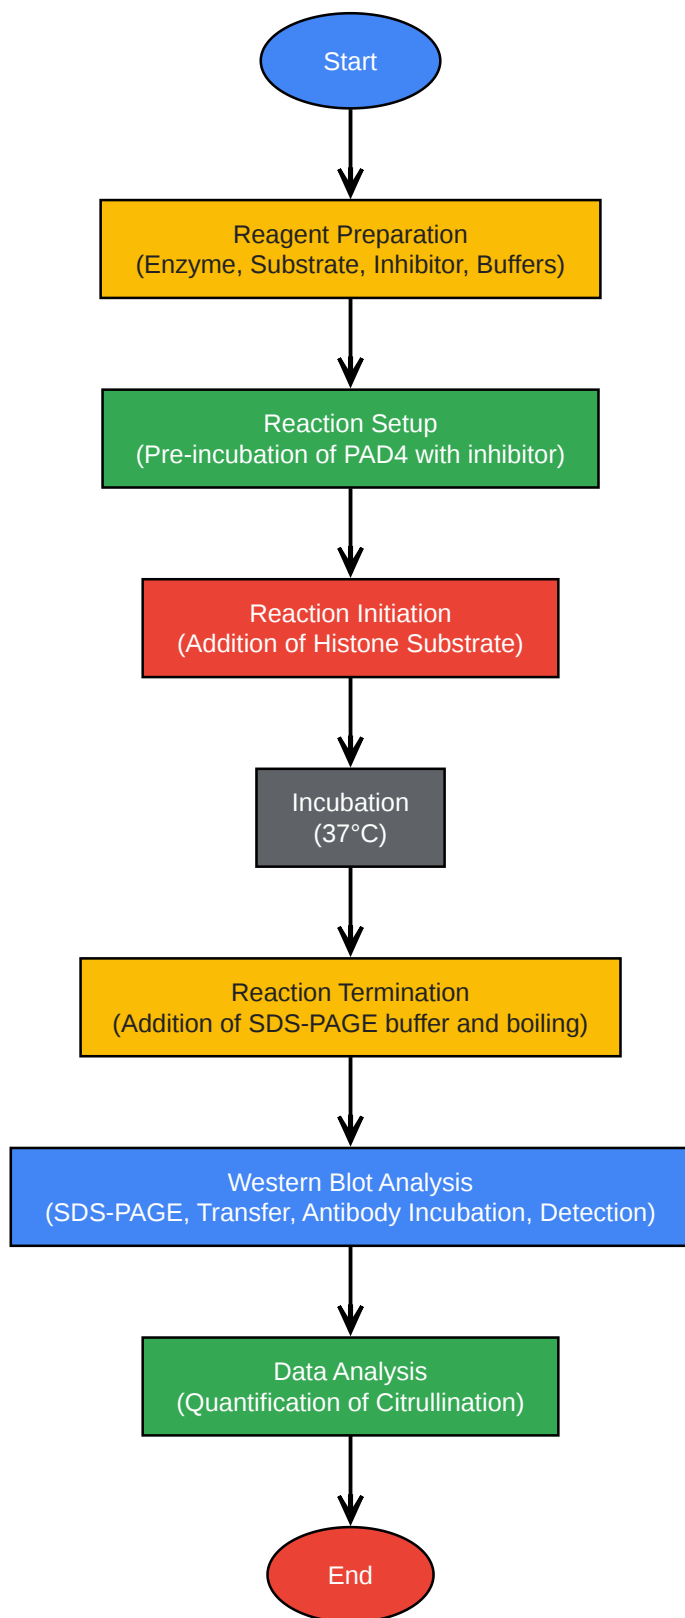 Start
Reagent Preparation
(Enzyme, Substrate, Inhibitor, Buffers)
Reaction Setup
(Pre-incubation of PAD4 with inhibitor)
Reaction Initiation
(Addition of Histone Substrate)
Incubation
(37°C)
Reaction Termination
(Addition of SDS-PAGE buffer and boiling)
Western Blot Analysis
(SDS-PAGE, Transfer, Antibody Incubation, Detection)
Data Analysis
(Quantification of Citrullination)
End